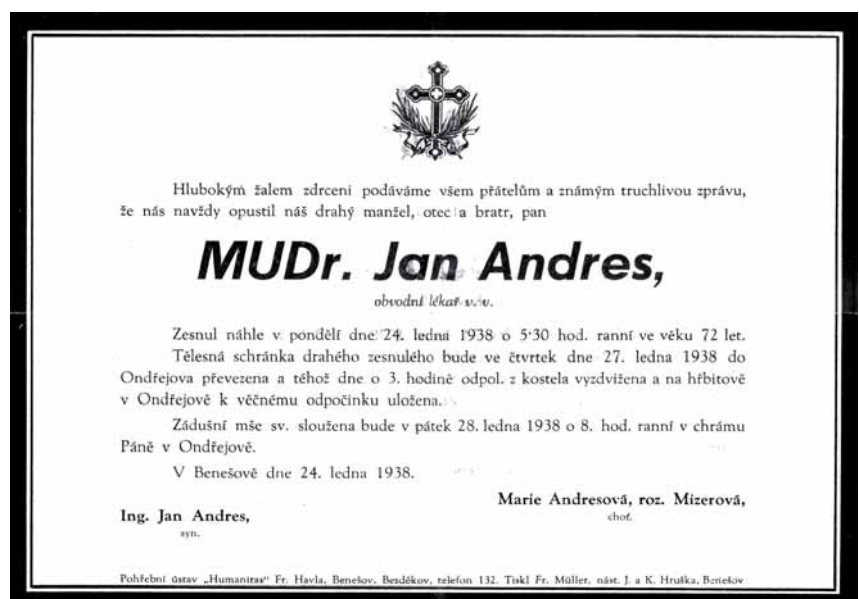 Hlubokým žalem zdrceni podáváme všem přátelům a známým truchlivou zprávu,
že nás navždy opustil náš drahý manžel, otec a bratr, pan
MUDr. Jan Andres,
obvodní lékař v. v.
Zesnul náhle v pondělí dne 24. ledna 1938 o 5·30 hod. ranní ve věku 72 let.
Tělesná schránka drahého zesnulého bude ve čtvrtek dne 27. ledna 1938 do
Ondřejova převezena a téhož dne o 3. hodině odpol. z kostela vyzdvižena a na hřbitově
v Ondřejově k věčnému odpočinku uložena.
Zádušní mše sv. sloužena bude v pátek 28. ledna 1938 o 8. hod. ranní v chrámu
Páně v Ondřejově.
V Benešově dne 24. ledna 1938.
Marie Andresová, roz. Mizerová,
choť.
Ing. Jan Andres,
syn.
Pohřební ústav „Humanitas" Fr. Havla, Benešov, Bezděkov, telefon 132. Tiskl Fr. Müller, nást. J. a K. Hruška, Benešov